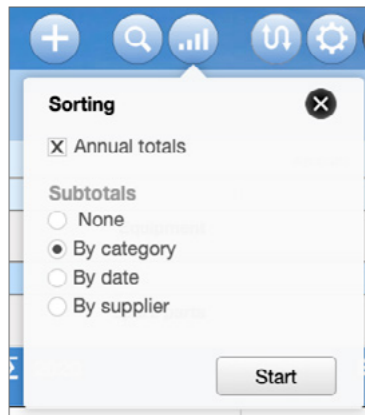 Sorting
Annual totals
Subtotals
None
By category
By date
By supplier
Start